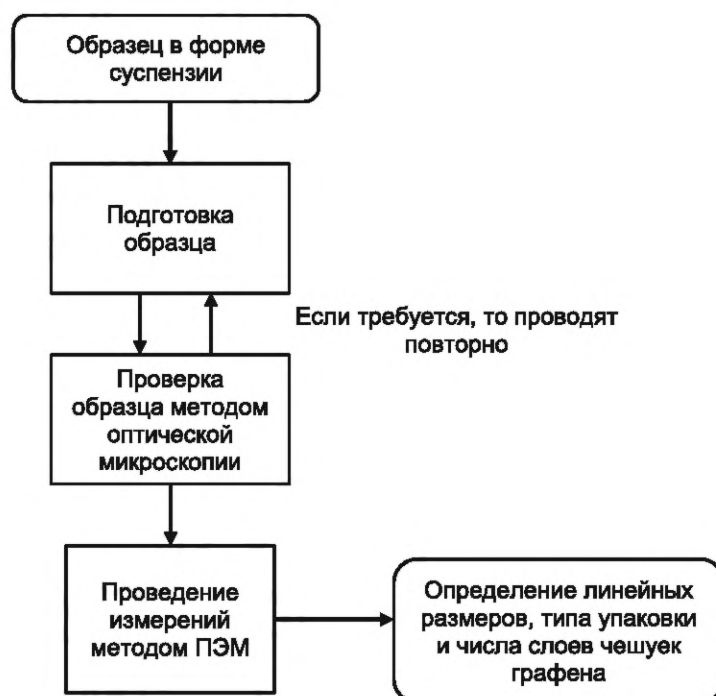 Образец в форме
суспензии
Подготовка
образца
Если требуется, то проводят
повторно
Проверка
образца методом
оптической
микроскопии
Проведение
измерений
методом ПЭМ
Определение линейных
размеров, типа упаковки
и числа слоев чешуек
графена